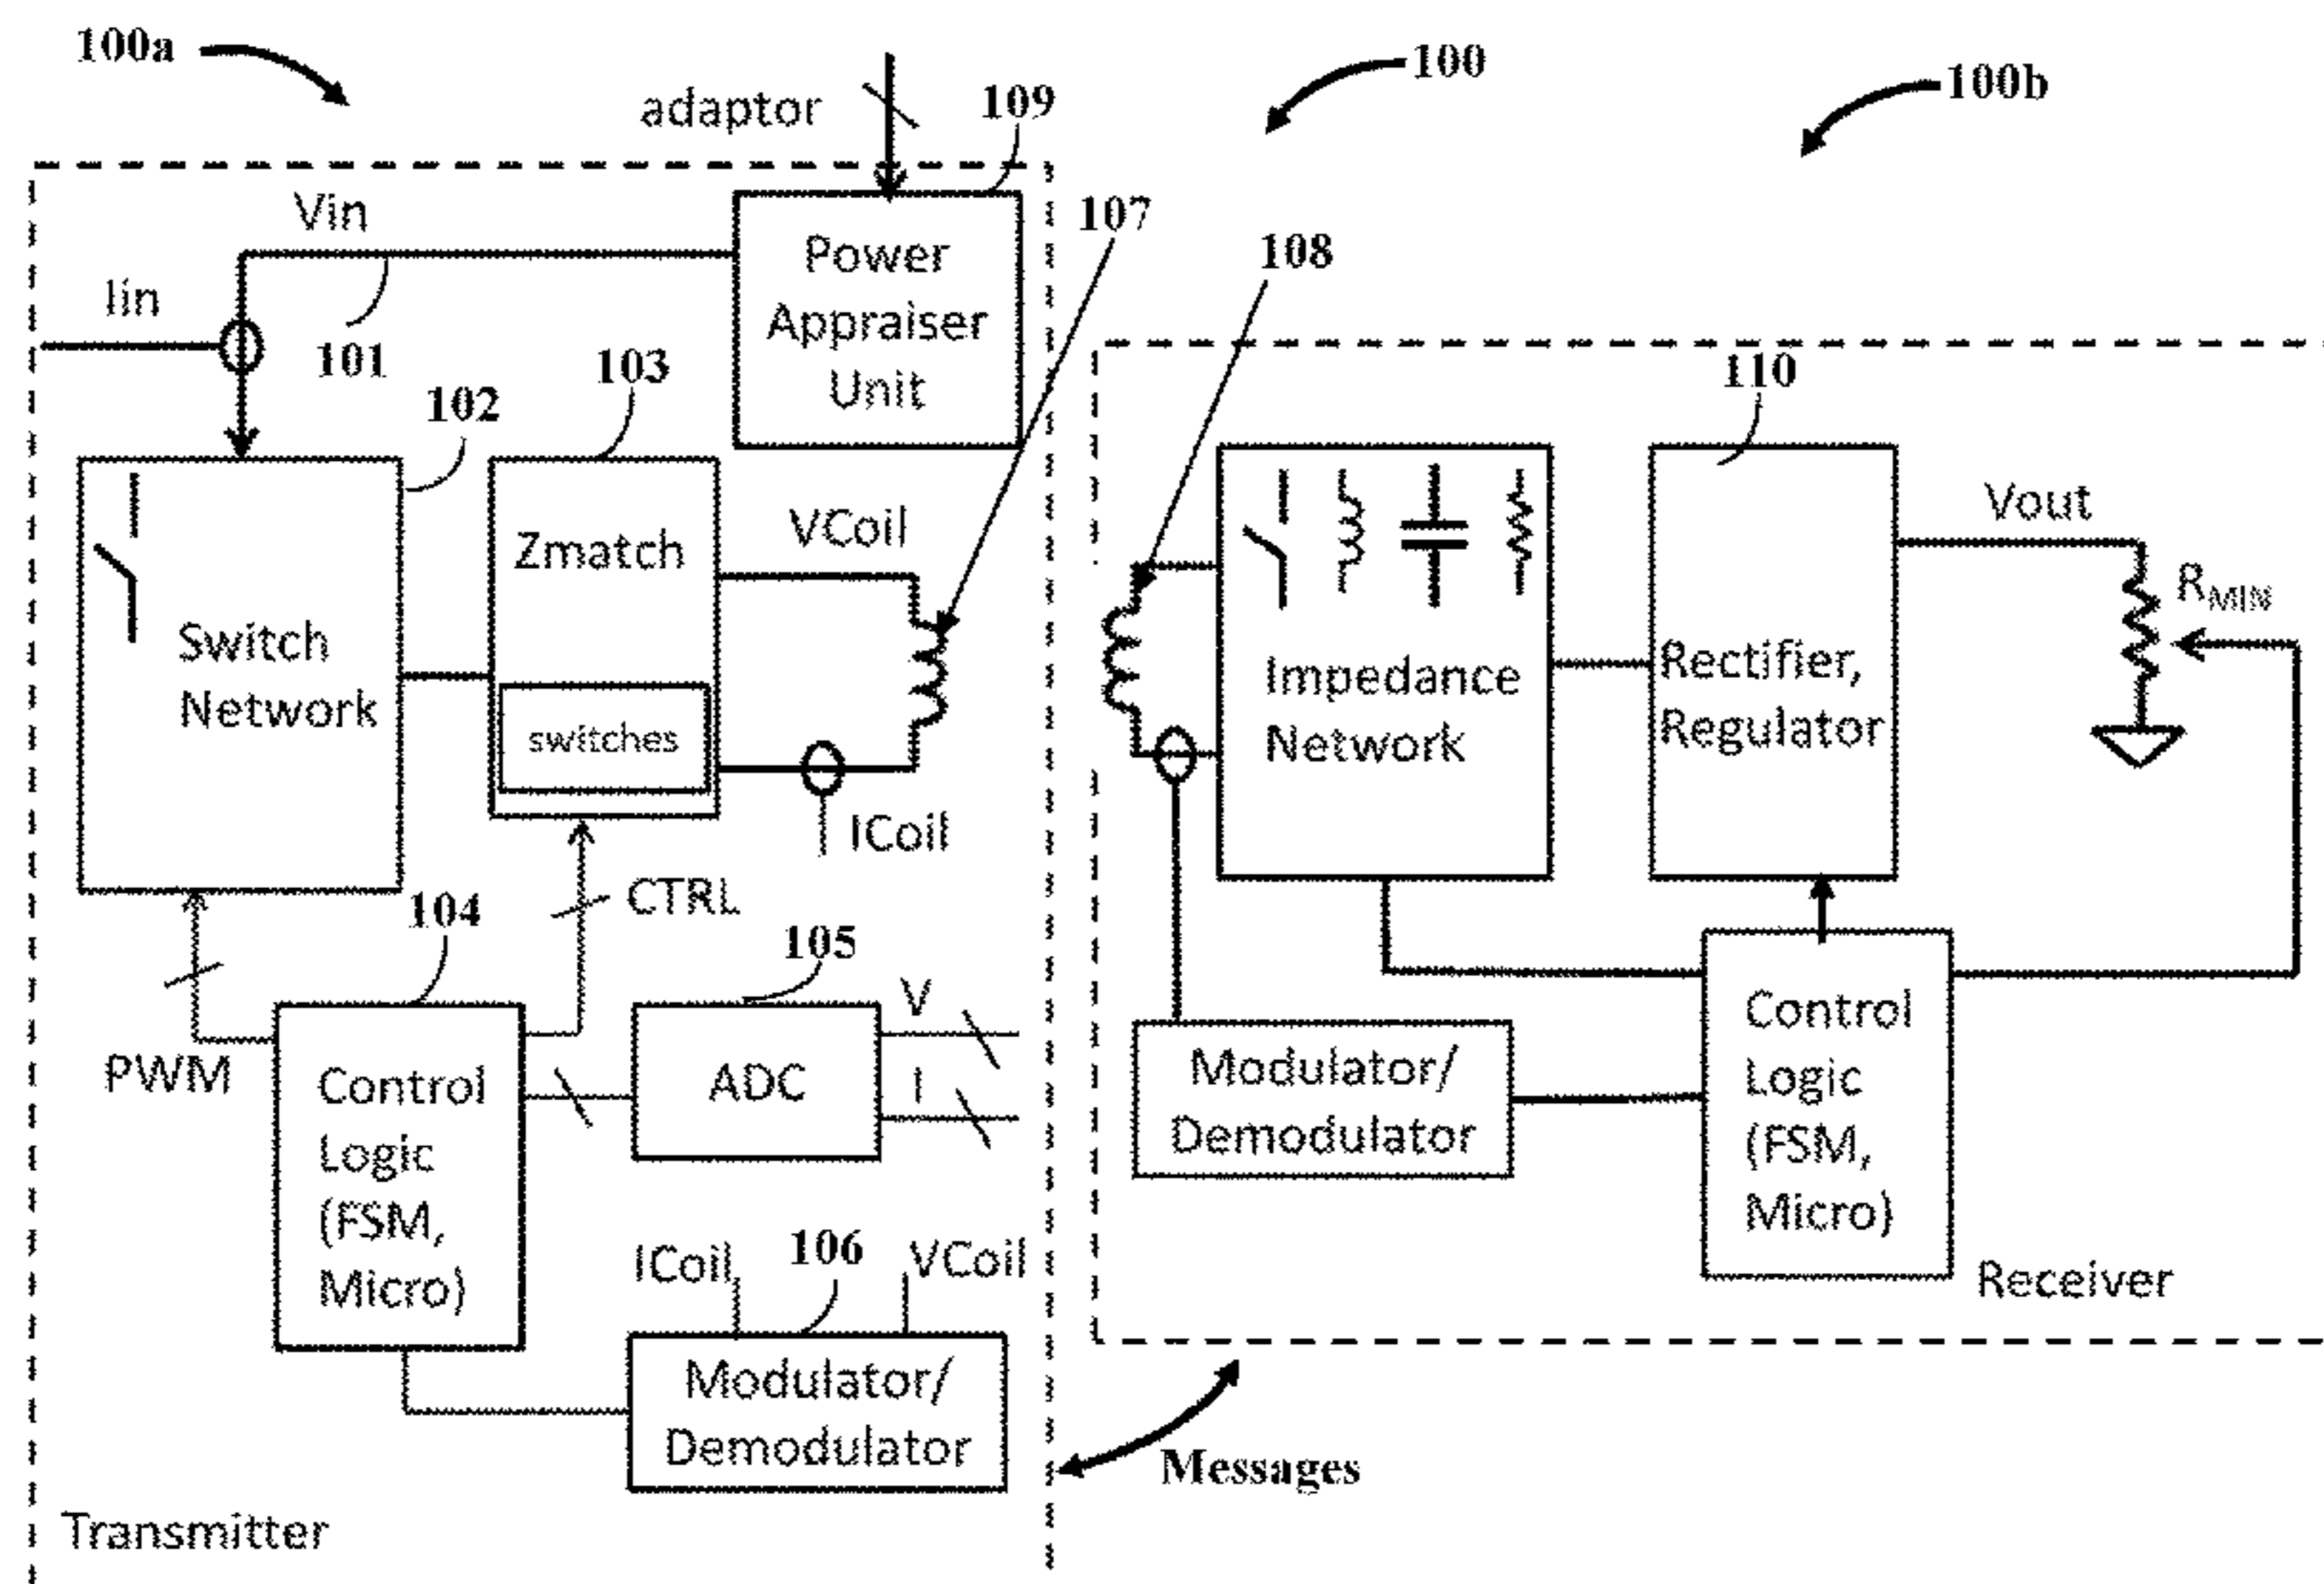 100a
100
100b
adaptor
109
Vin
107
Iin
108
Power
Appraiser
Unit
101
103
110
102
Vout
VCoil
Zmatch
RMIN
Switch
Network
Impedance
Network
Rectifier,
Regulator
switches
ICoil
CTRL
104
105
V
PWM
Control
Logic
(FSM,
Micro)
ADC
I
Modulator/
Demodulator
Control
Logic
(FSM,
Micro)
ICoil
106
VCoil
Receiver
Modulator/
Demodulator
Messages
Transmitter